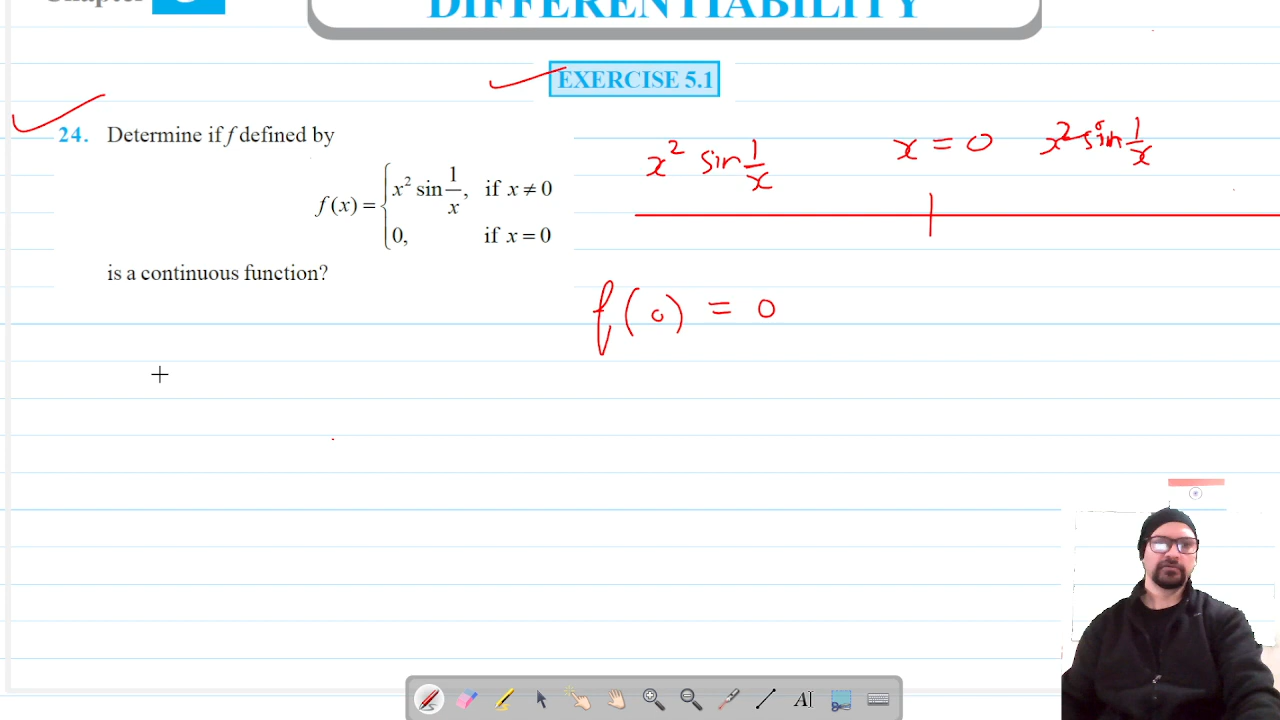 DIFFERENTIABILITY
EXERCISE 5.1
24. Determine if f defined by
f(x) = { x² sin 1/x, if x ≠ 0
0, if x = 0
is a continuous function?
x² sin 1/x x = 0 x² sin 1/x
f(0) = 0
AI